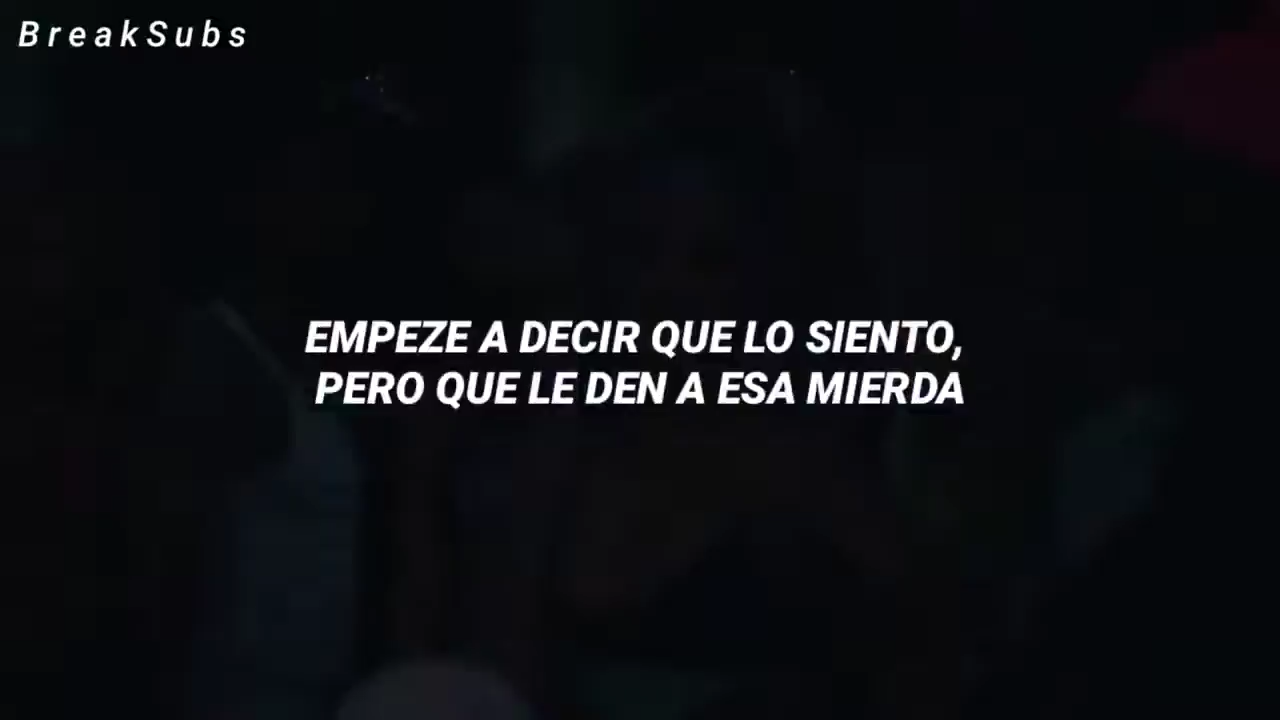 BreakSubs
EMPEZE A DECIR QUE LO SIENTO,
PERO QUE LE DEN A ESA MIERDA